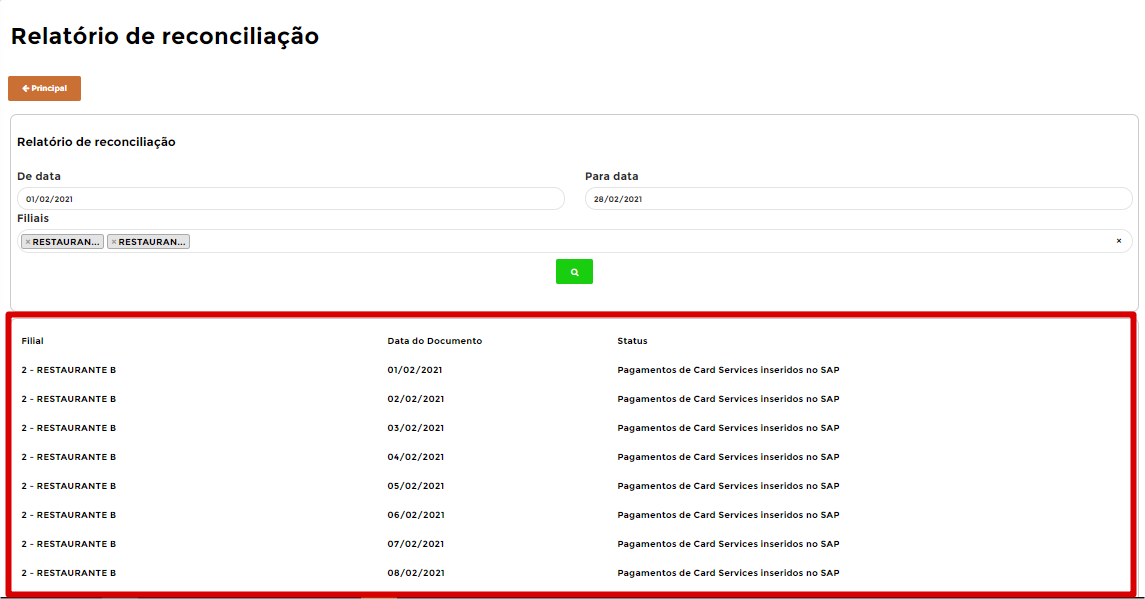 Relatório de reconciliação
Principal
Relatório de reconciliação
De data Para data
01/02/2021 28/02/2021
Filiais
×RESTAURAN... ×RESTAURAN... ×
Filial Data do Documento Status
2 - RESTAURANTE B 01/02/2021 Pagamentos de Card Services inseridos no SAP
2 - RESTAURANTE B 02/02/2021 Pagamentos de Card Services inseridos no SAP
2 - RESTAURANTE B 03/02/2021 Pagamentos de Card Services inseridos no SAP
2 - RESTAURANTE B 04/02/2021 Pagamentos de Card Services inseridos no SAP
2 - RESTAURANTE B 05/02/2021 Pagamentos de Card Services inseridos no SAP
2 - RESTAURANTE B 06/02/2021 Pagamentos de Card Services inseridos no SAP
2 - RESTAURANTE B 07/02/2021 Pagamentos de Card Services inseridos no SAP
2 - RESTAURANTE B 08/02/2021 Pagamentos de Card Services inseridos no SAP